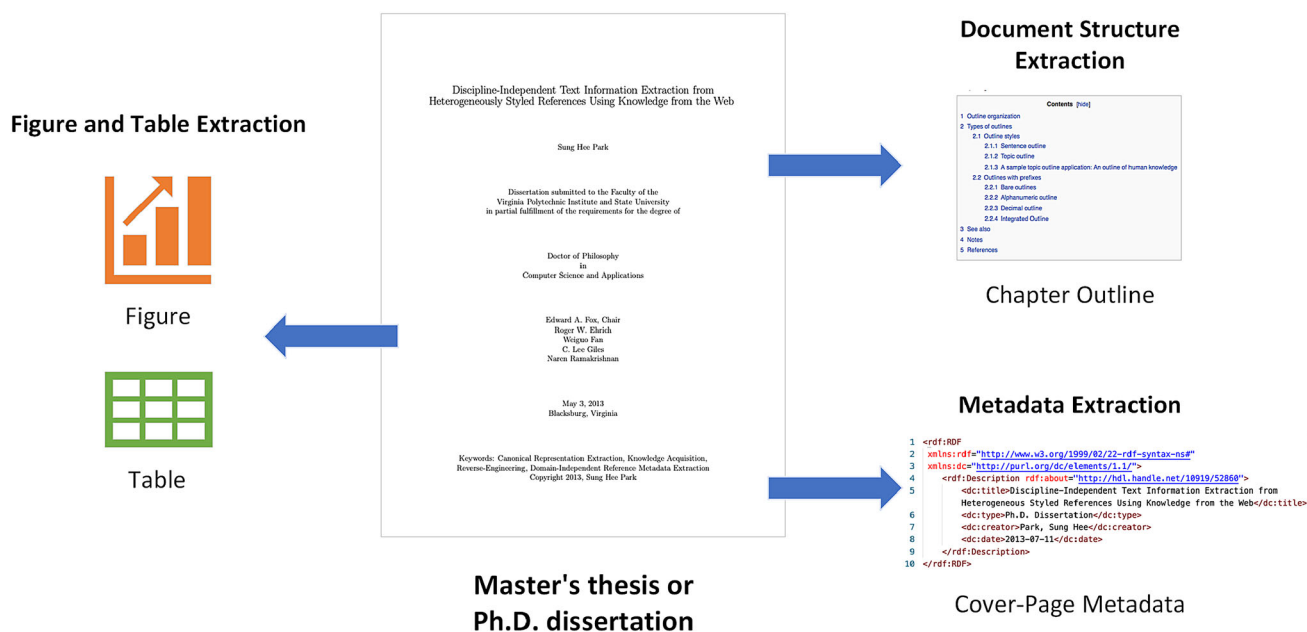 Figure and Table Extraction
Figure
Table
Discipline-Independent Text Information Extraction from
Heterogeneously Styled References Using Knowledge from the Web
Sung Hee Park
Dissertation submitted to the Faculty of the
Virginia Polytechnic Institute and State University
in partial fulfillment of the requirements for the degree of
Doctor of Philosophy
in
Computer Science and Applications
Edward A. Fox, Chair
Roger W. Ehrich
Weiguo Fan
C. Lee Giles
Naren Ramakrishnan
May 3, 2013
Blacksburg, Virginia
Keywords: Canonical Representation Extraction, Knowledge Acquisition,
Reverse-Engineering, Domain-Independent Reference Metadata Extraction
Copyright 2013, Sung Hee Park
Master's thesis or
Ph.D. dissertation
Document Structure
Extraction
Contents [hide]
1 Outline organization
2 Types of outlines
2.1 Outline styles
2.1.1 Sentence outline
2.1.2 Topic outline
2.1.3 A sample topic outline application: An outline of human knowledge
2.2 Outlines with prefixes
2.2.1 Bare outlines
2.2.2 Alphanumeric outline
2.2.3 Decimal outline
2.2.4 Integrated Outline
3 See also
4 Notes
5 References
Chapter Outline
Metadata Extraction
1 <rdf:RDF
2 xmlns:rdf="http://www.w3.org/1999/02/22-rdf-syntax-ns#"
3 xmlns:dc="http://purl.org/dc/elements/1.1/">
4 <rdf:Description rdf:about="http://hdl.handle.net/10919/52860">
5 <dc:title>Discipline-Independent Text Information Extraction from
Heterogeneous Styled References Using Knowledge from the Web</dc:title>
6 <dc:type>Ph.D. Dissertation</dc:type>
7 <dc:creator>Park, Sung Hee</dc:creator>
8 <dc:date>2013-07-11</dc:date>
9 </rdf:Description>
10 </rdf:RDF>
Cover-Page Metadata